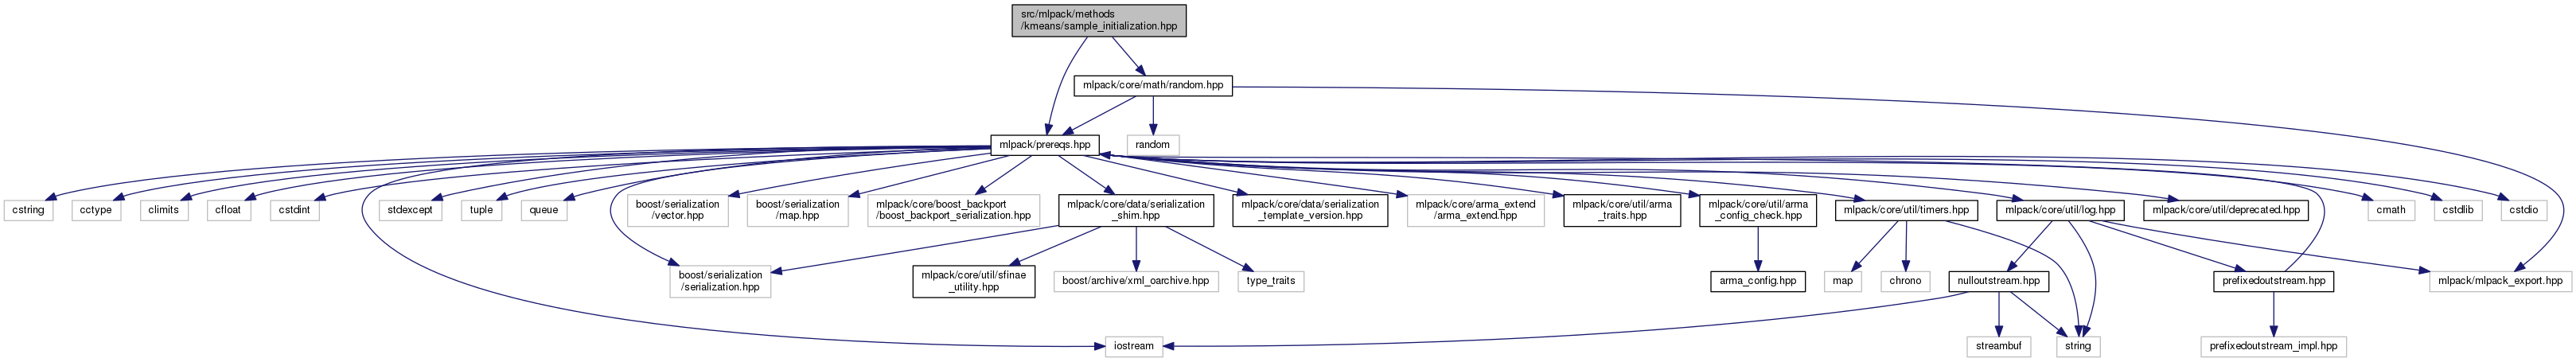 src/mlpack/methods
/kmeans/sample_initialization.hpp
mlpack/core/math/random.hpp
mlpack/prereqs.hpp
random
cstring
cctype
climits
cfloat
cstdint
stdexcept
tuple
queue
boost/serialization
/vector.hpp
boost/serialization
/map.hpp
mlpack/core/boost_backport
/boost_backport_serialization.hpp
mlpack/core/data/serialization
_shim.hpp
mlpack/core/data/serialization
_template_version.hpp
mlpack/core/arma_extend
/arma_extend.hpp
mlpack/core/util/arma
_traits.hpp
mlpack/core/util/arma
_config_check.hpp
mlpack/core/util/timers.hpp
mlpack/core/util/log.hpp
mlpack/core/util/deprecated.hpp
cmath
cstdlib
cstdio
boost/serialization
/serialization.hpp
mlpack/core/util/sfinae
_utility.hpp
boost/archive/xml_oarchive.hpp
type_traits
arma_config.hpp
map
chrono
nulloutstream.hpp
prefixedoutstream.hpp
mlpack/mlpack_export.hpp
iostream
streambuf
string
prefixedoutstream_impl.hpp